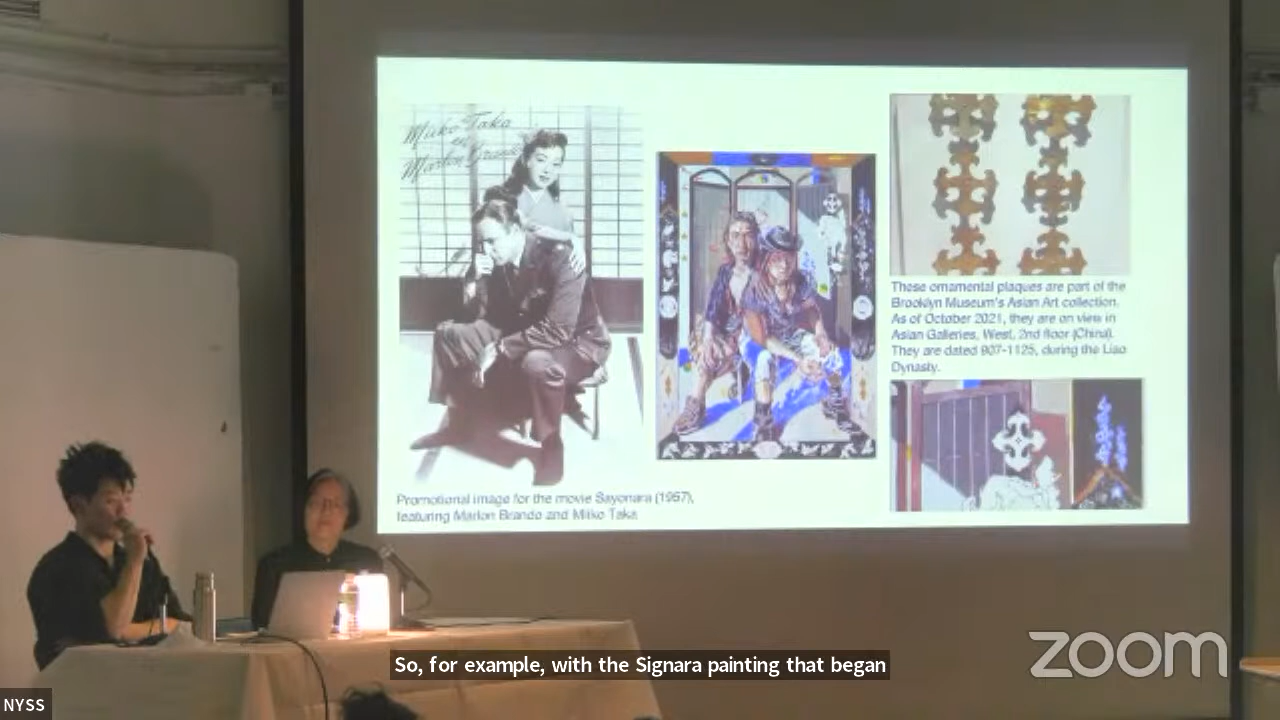 Miiko Taka
Marlon Brando
These ornamental plaques are part of the
Brooklyn Museum's Asian Art collection.
As of October 2021, they are on view in
Asian Galleries, West, 2nd floor (China).
They are dated 907-1125, during the Liao
Dynasty.
Promotional image for the movie Sayonara (1957),
featuring Marlon Brando and Miiko Taka
So, for example, with the Signara painting that began
zoom
NYSS